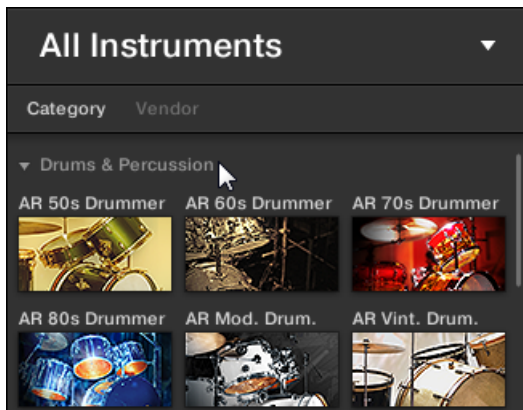 All Instruments
Category Vendor
Drums & Percussion
AR 50s Drummer AR 60s Drummer AR 70s Drummer
AR 80s Drummer AR Mod. Drum. AR Vint. Drum.